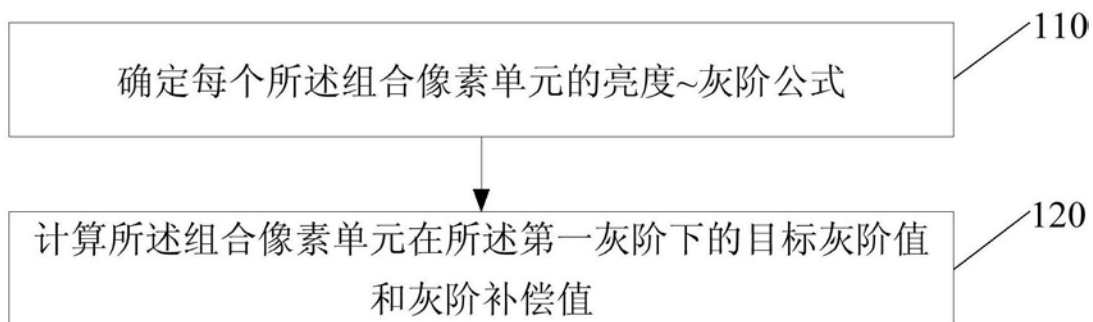 110
确定每个所述组合像素单元的亮度~灰阶公式
120
计算所述组合像素单元在所述第一灰阶下的目标灰阶值
和灰阶补偿值